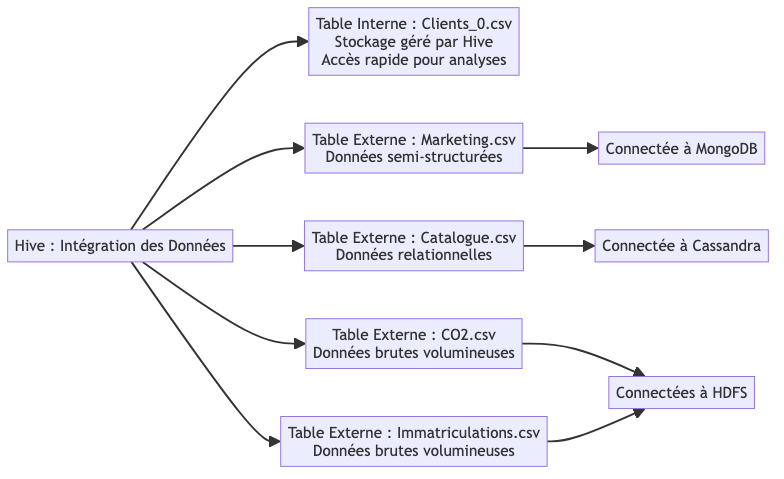 Table Interne : Clients_0.csv
Stockage géré par Hive
Accès rapide pour analyses
Table Externe : Marketing.csv
Données semi-structurées
Connectée à MongoDB
Hive : Intégration des Données
Table Externe : Catalogue.csv
Données relationnelles
Connectée à Cassandra
Table Externe : CO2.csv
Données brutes volumineuses
Connectées à HDFS
Table Externe : Immatriculations.csv
Données brutes volumineuses